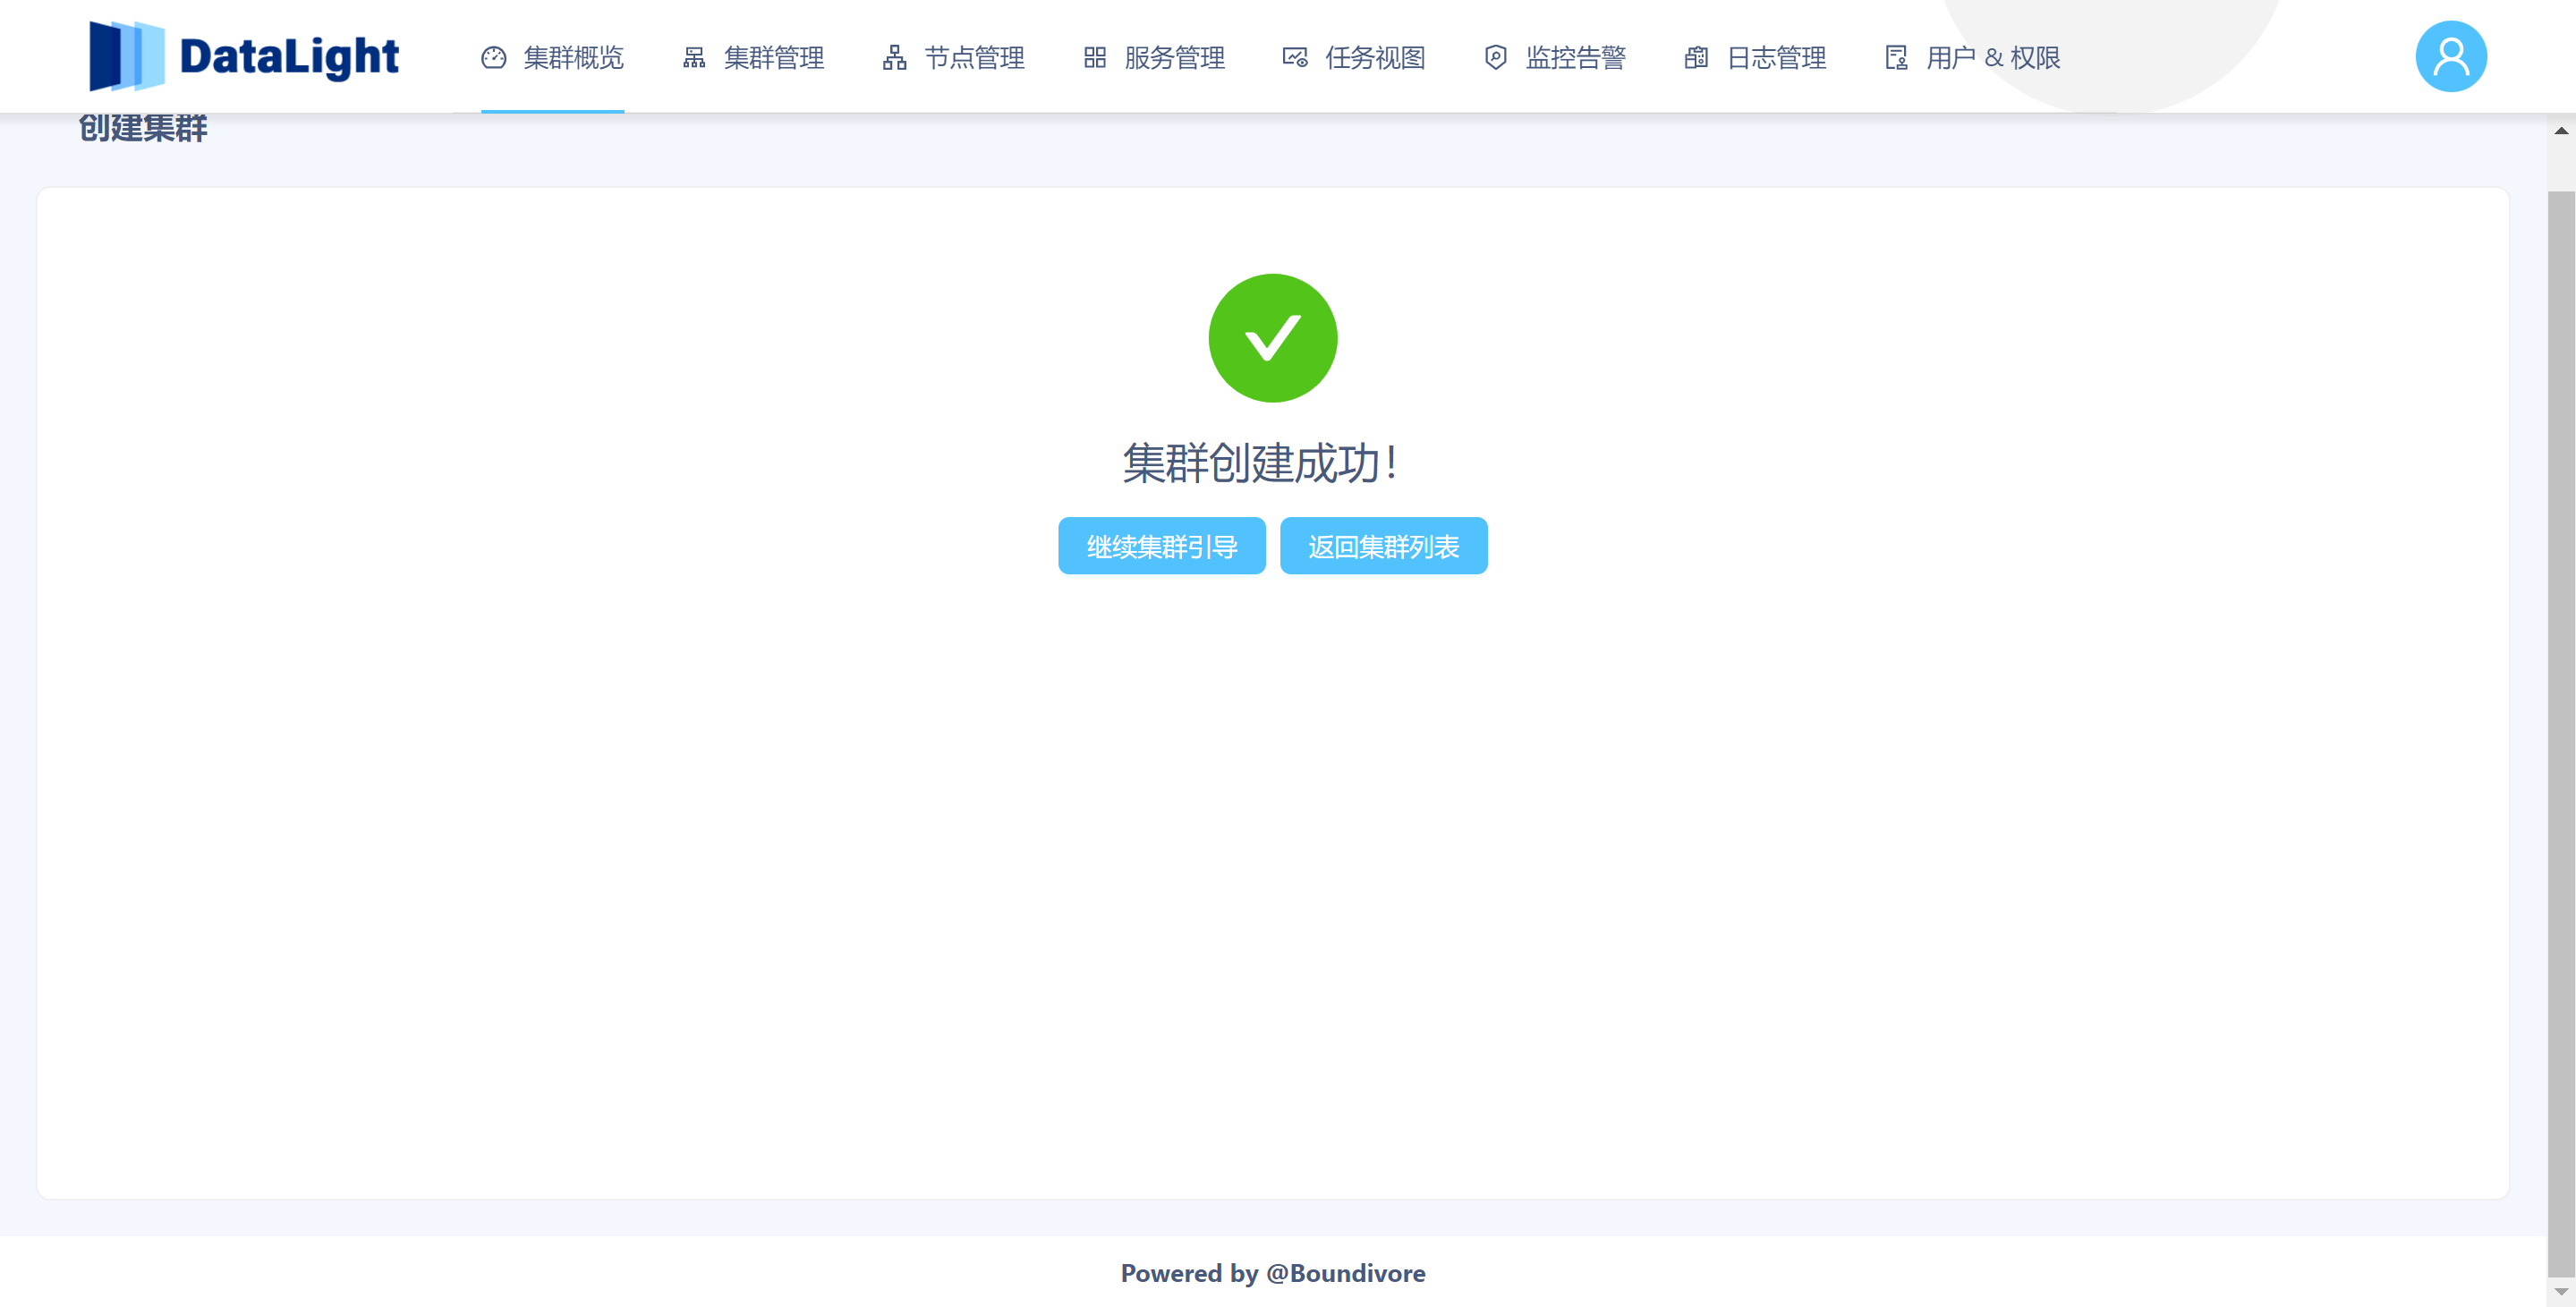 DataLight
集群概览
集群管理
节点管理
服务管理
任务视图
监控告警
日志管理
用户 & 权限
创建集群
集群创建成功！
继续集群引导
返回集群列表
Powered by @Boundivore